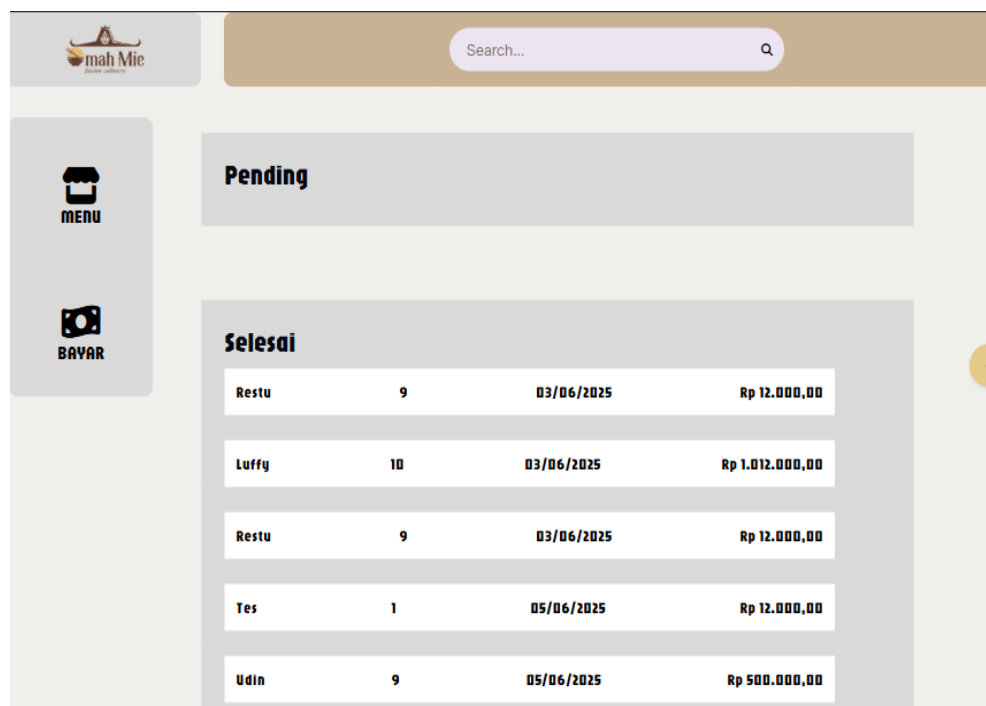 mah Mie
fusion culinery
Search...
MENU
BAYAR
Pending
Selesai
Restu 9 03/06/2025 Rp 12.000,00
Luffy 10 03/06/2025 Rp 1.012.000,00
Restu 9 03/06/2025 Rp 12.000,00
Tes 1 05/06/2025 Rp 12.000,00
Udin 9 05/06/2025 Rp 500.000,00